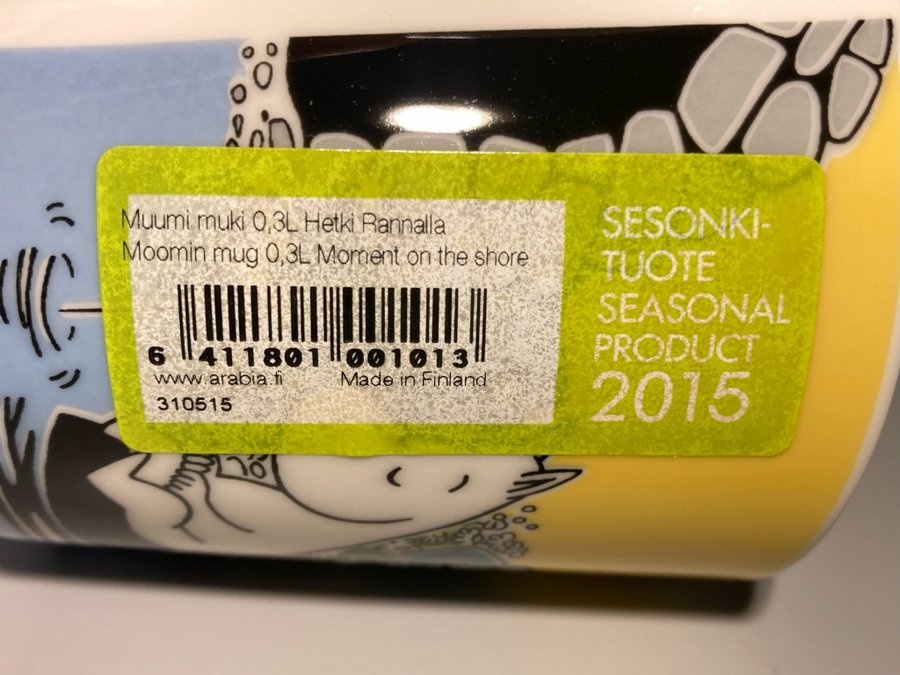 Muumi muki 0,3L Hetki Rannalla
Moomin mug 0,3L Moment on the shore
6 411801 001013
www.arabia.fi Made in Finland
310515
SESONKI-
TUOTE
SEASONAL
PRODUCT
2015